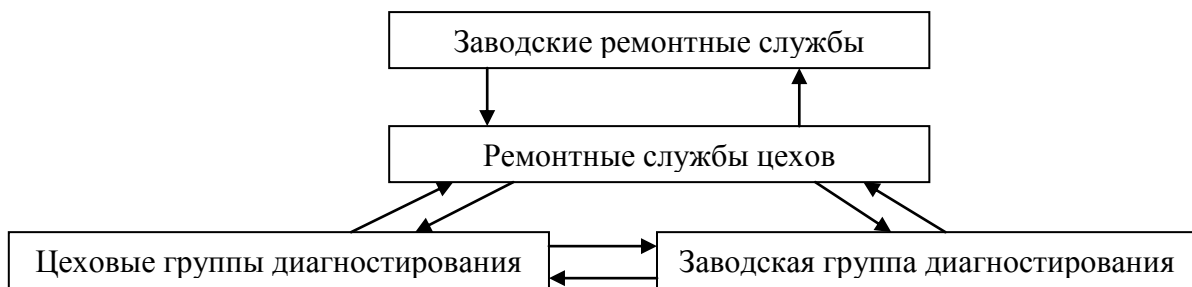 Заводские ремонтные службы
Ремонтные службы цехов
Цеховые группы диагностирования
Заводская группа диагностирования